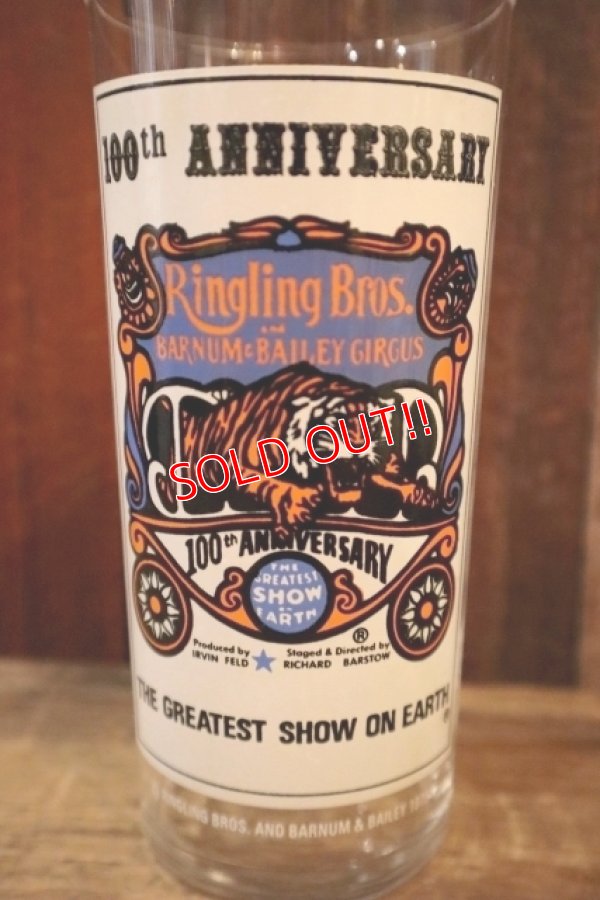 100th ANNIVERSARY
Ringling Bros.
AND
BARNUM & BAILEY CIRCUS
SOLD OUT!!
100th ANNIVERSARY
THE
GREATEST
SHOW
ON
EARTH
®
Produced by
IRVIN FELD
Staged & Directed by
RICHARD BARSTOW
THE GREATEST SHOW ON EARTH
RINGLING BROS. AND BARNUM & BAILEY